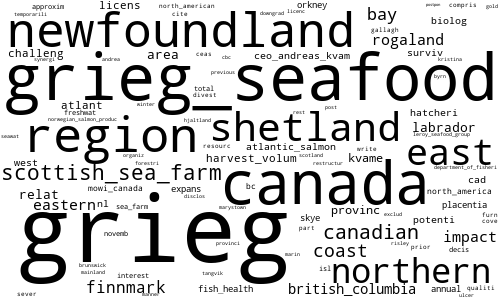 approxim licens north_american orkney compris gold
temporarili cite downgrad licenc ponpon
newfoundland bay biolog
challeng area ceas cbc ceo_andreas_kvam gallagh rogaland surviv
synergi andrea kristina
grieg_seafood
previous byrn
total divest
atlant freshwat winter post hatcheri
norwegian_salmon_produc hjaltland rest labrador
region shetland
leroy_seafood_group
seawat resourc atlantic_salmon write east
organiz harvest_volum scotland kvame
west forestri restructur department_of_fisheri
scottish_sea_farm canada cad
relat mowi_canada expans bc north_america
eastern nl sea_farm disclos skye provinc placentia
marystown potenti furn cove
grieg part exclud
novemb canadian impact
provinci risley prior decis
coast
brunswick mainland interest tangvik isl marin northern
finnmark fish_health british_columbia annual qualiti
sever manner ulcer